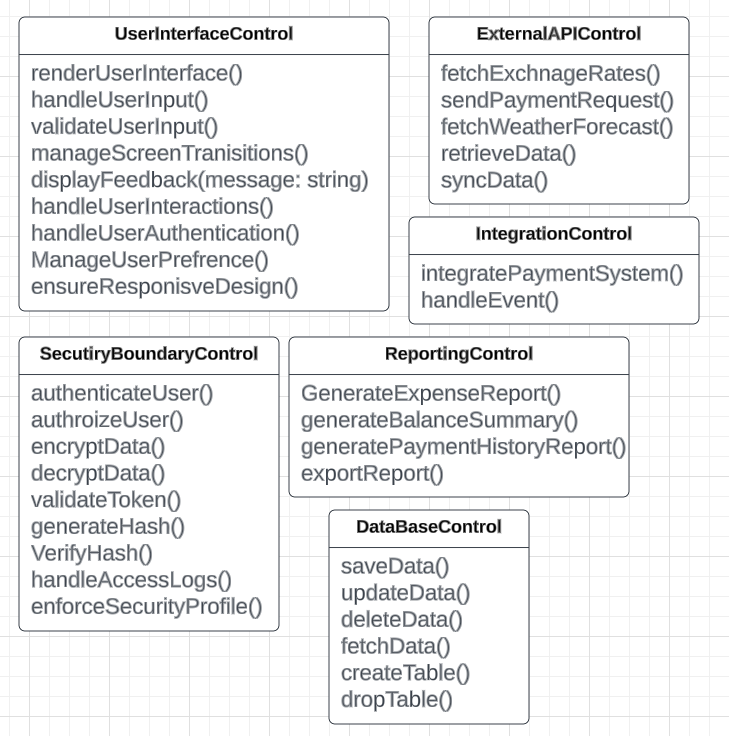 UserInterfaceControl
renderUserInterface()
handleUserInput()
validateUserInput()
manageScreenTranisitions()
displayFeedback(message: string)
handleUserInteractions()
handleUserAuthentication()
ManageUserPrefrence()
ensureResponisveDesign()
ExternalAPIControl
fetchExchnageRates()
sendPaymentRequest()
fetchWeatherForecast()
retrieveData()
syncData()
IntegrationControl
integratePaymentSystem()
handleEvent()
SecutiryBoundaryControl
authenticateUser()
authroizeUser()
encryptData()
decryptData()
validateToken()
generateHash()
VerifyHash()
handleAccessLogs()
enforceSecurityProfile()
ReportingControl
GenerateExpenseReport()
generateBalanceSummary()
generatePaymentHistoryReport()
exportReport()
DataBaseControl
saveData()
updateData()
deleteData()
fetchData()
createTable()
dropTable()